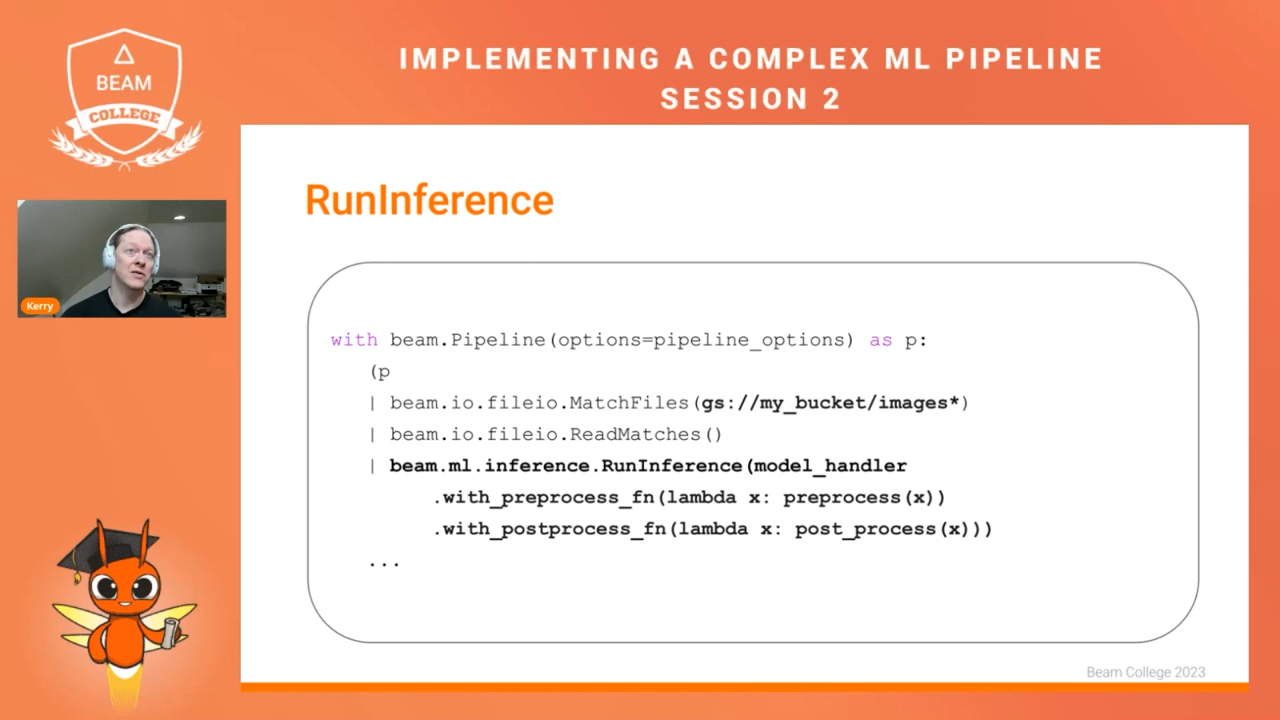 IMPLEMENTING A COMPLEX ML PIPELINE
SESSION 2
BEAM
COLLEGE
Kerry
RunInference
with beam.Pipeline(options=pipeline_options) as p:
(p
| beam.io.fileio.MatchFiles(gs://my_bucket/images*)
| beam.io.fileio.ReadMatches()
| beam.ml.inference.RunInference(model_handler
.with_preprocess_fn(lambda x: preprocess(x))
.with_postprocess_fn(lambda x: post_process(x)))
...
Beam College 2023